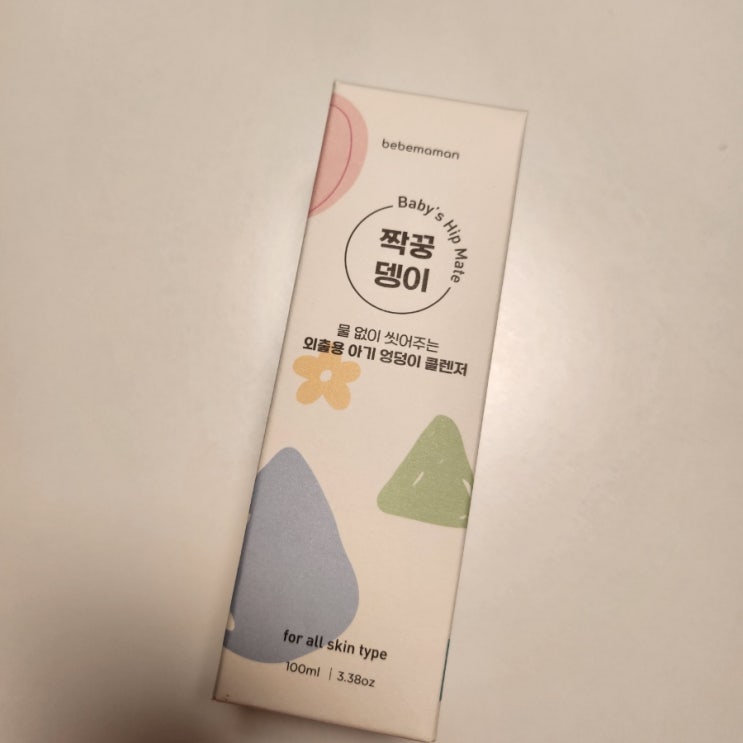 bebemaman
Baby's Hip Mate
짝꿍
뎅이
물 없이 씻어주는
외출용 아기 엉덩이 클렌저
for all skin type
100ml | 3.38oz